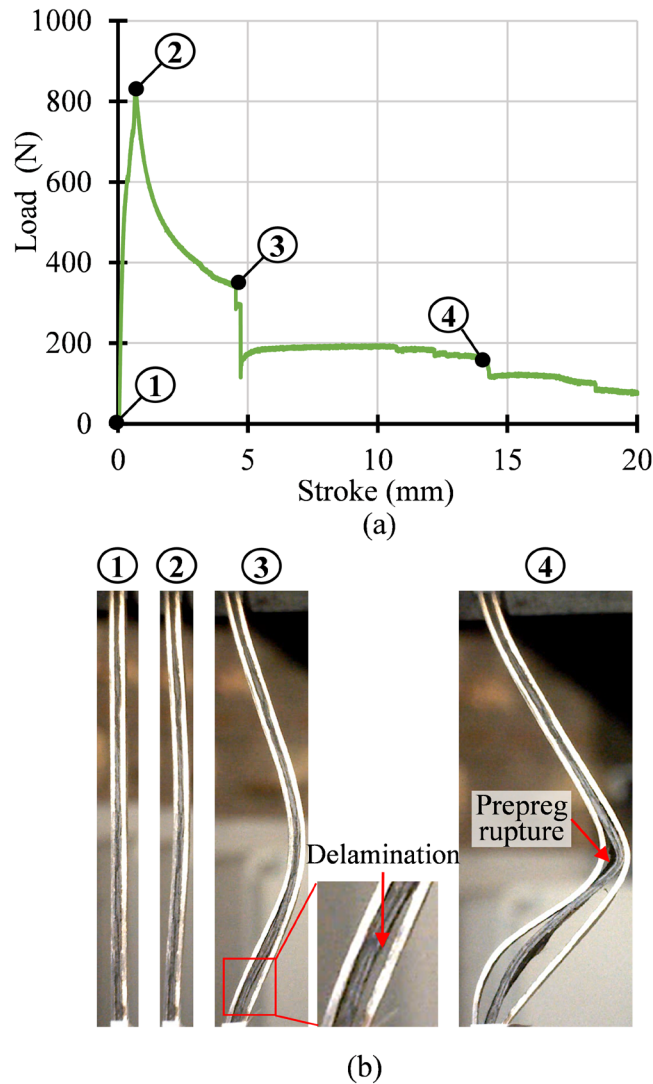 1000
800
600
400
200
0
Load (N)
②
③
④
①
0
5
10
15
20
Stroke (mm)
(a)
①
②
③
④
Prepreg
rupture
Delamination
(b)